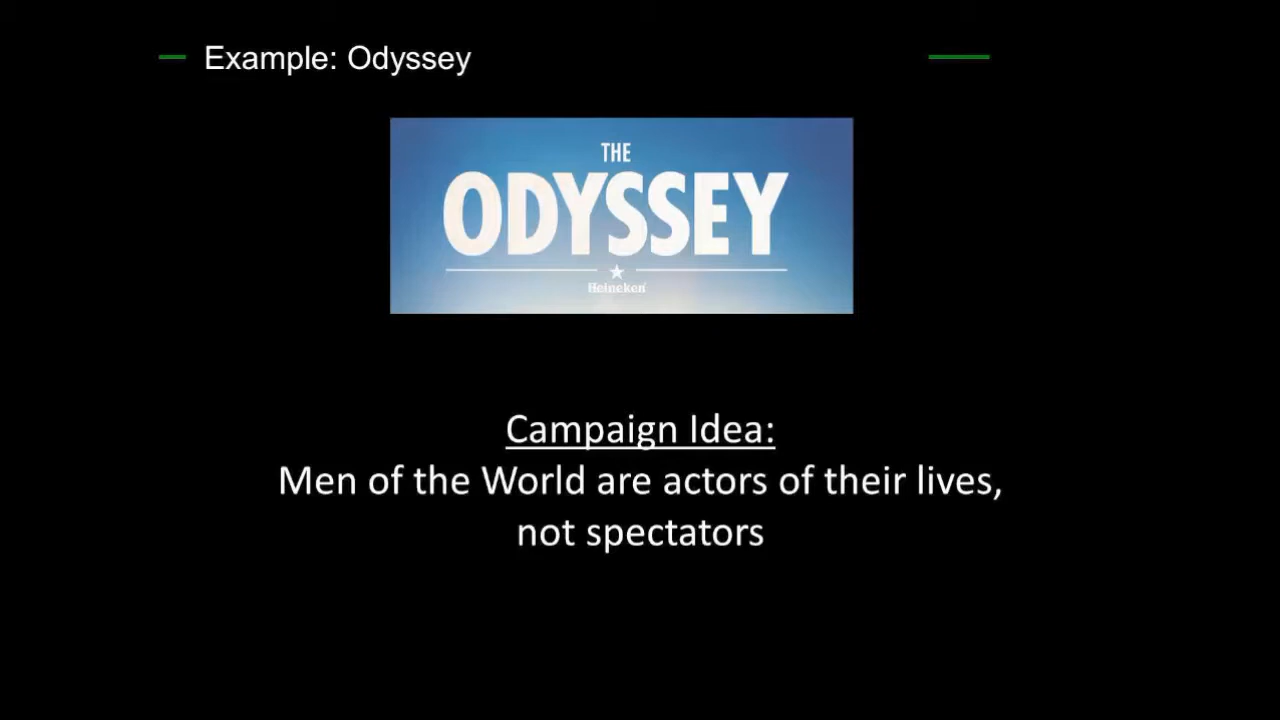 Example: Odyssey
THE
ODYSSEY
Heineken
Campaign Idea:
Men of the World are actors of their lives,
not spectators